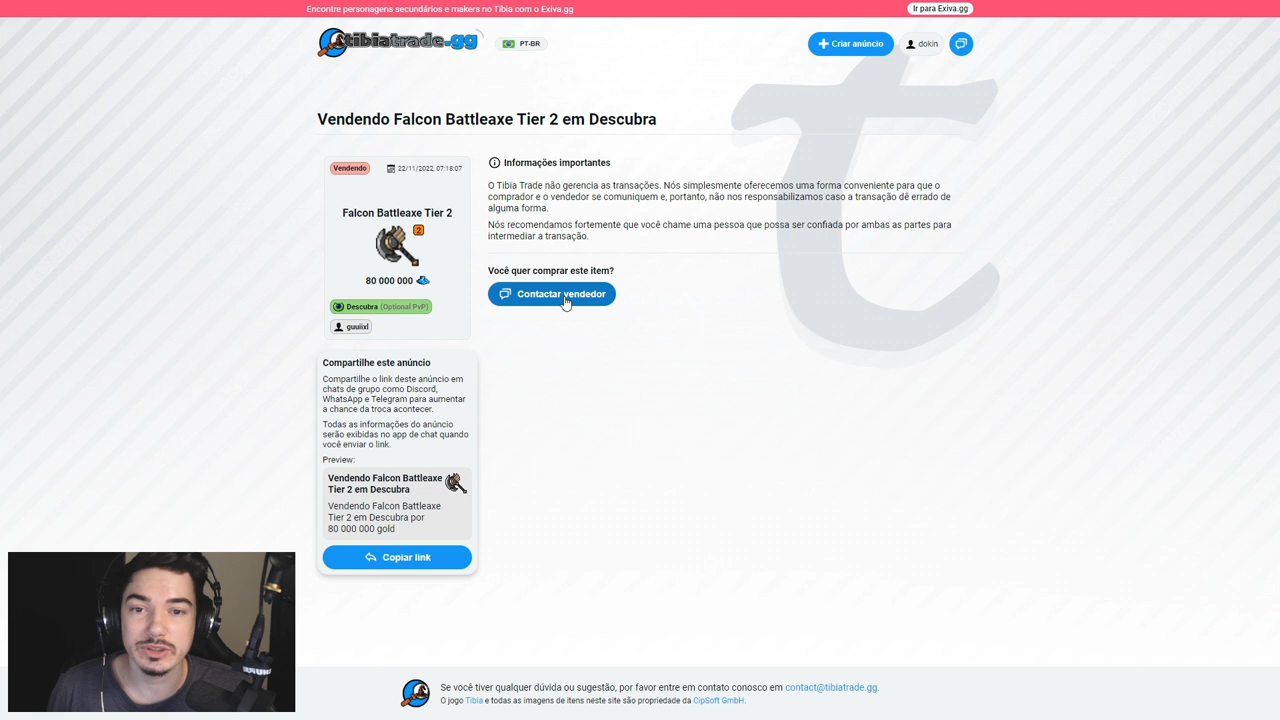 Encontre personagens secundários e makers no Tibia com o Exiva.gg
Ir para Exiva.gg
tibiatrade.gg
PT-BR
Criar anúncio
dokin
Vendendo Falcon Battleaxe Tier 2 em Descubra
Vendendo
22/11/2022, 07:18:07
Falcon Battleaxe Tier 2
2
80 000 000
Descubra (Optional PvP)
guuiixl
Informações importantes
O Tibia Trade não gerencia as transações. Nós simplesmente oferecemos uma forma conveniente para que o
comprador e o vendedor se comuniquem e, portanto, não nos responsabilizamos caso a transação dê errado de
alguma forma.
Nós recomendamos fortemente que você chame uma pessoa que possa ser confiada por ambas as partes para
intermediar a transação.
Você quer comprar este item?
Contactar vendedor
Compartilhe este anúncio
Compartilhe o link deste anúncio em
chats de grupo como Discord,
WhatsApp e Telegram para aumentar
a chance da troca acontecer.
Todas as informações do anúncio
serão exibidas no app de chat quando
você enviar o link.
Preview:
Vendendo Falcon Battleaxe
Tier 2 em Descubra
Vendendo Falcon Battleaxe
Tier 2 em Descubra por
80 000 000 gold
Copiar link
Se você tiver qualquer dúvida ou sugestão, por favor entre em contato conosco em contact@tibiatrade.gg.
O jogo Tibia e todas as imagens de itens neste site são propriedade da CipSoft GmbH.